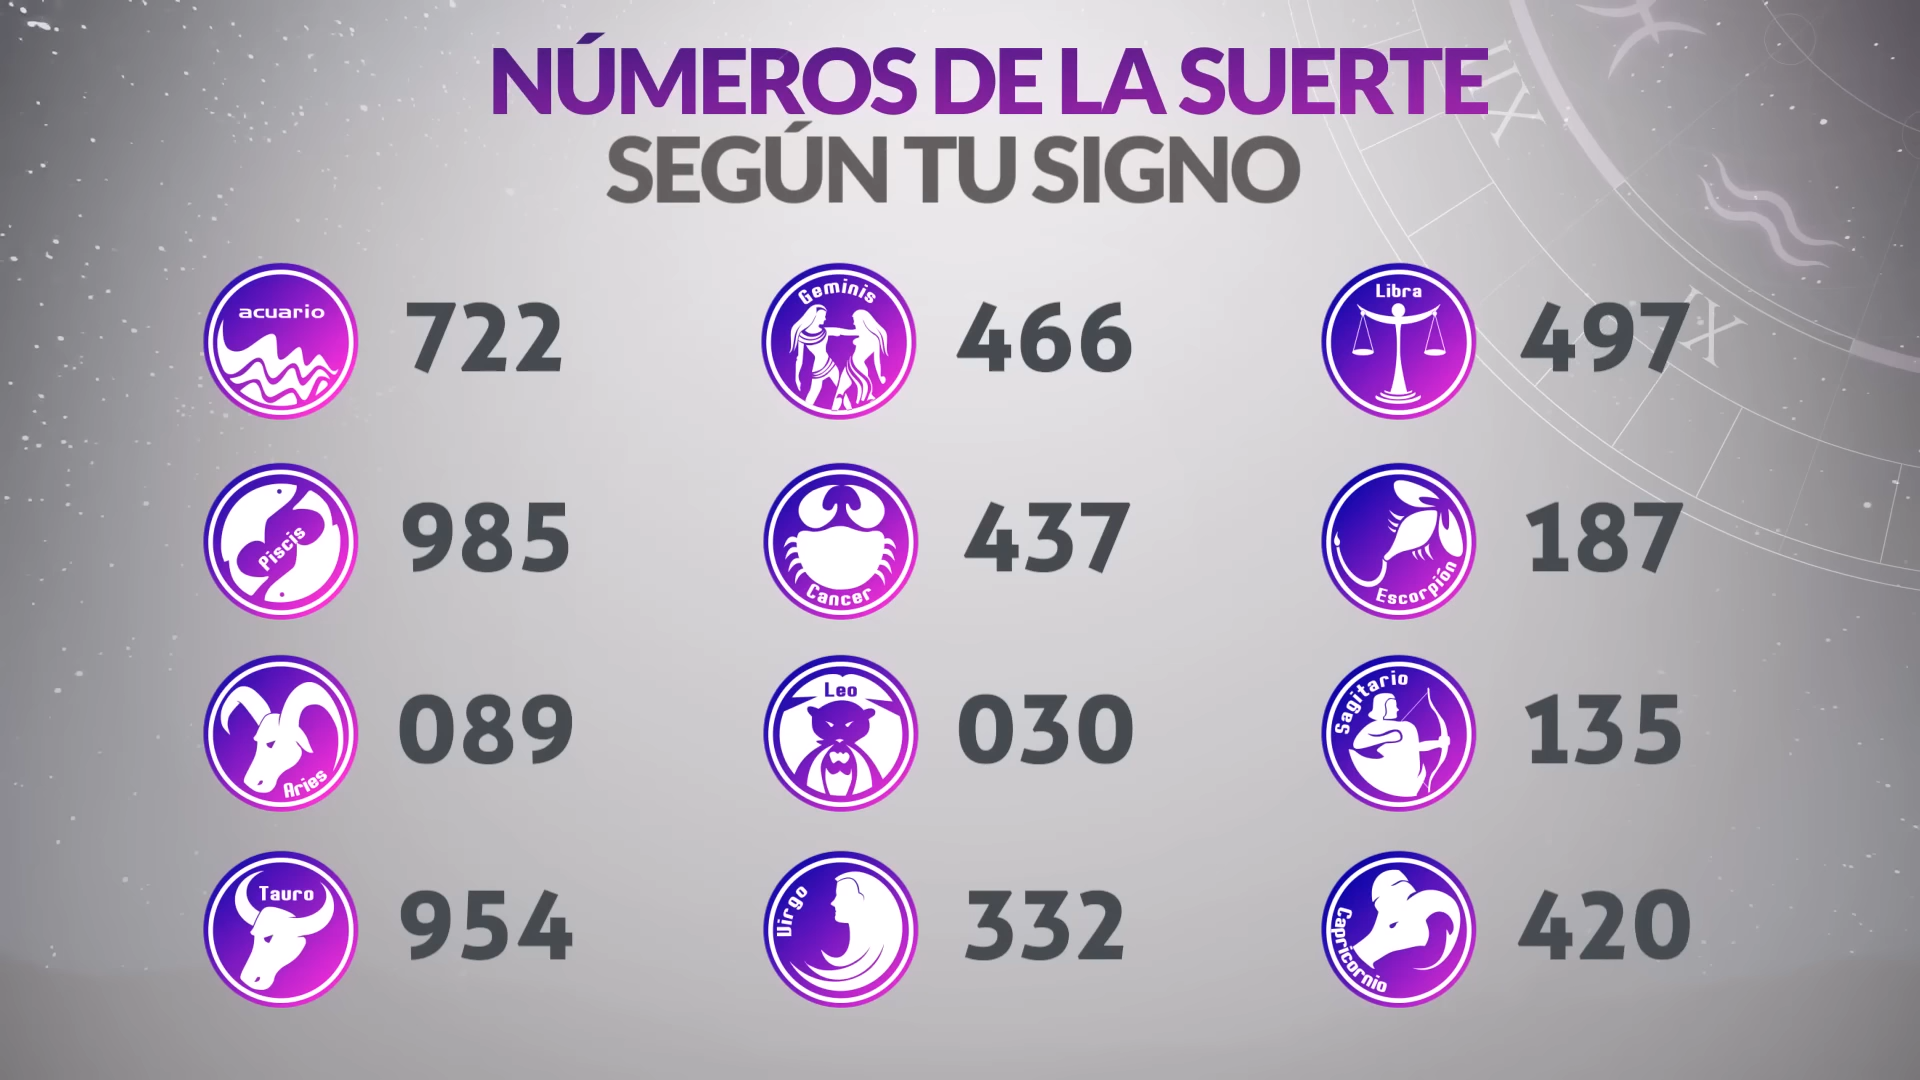 NÚMEROS DE LA SUERTE
SEGÚN TU SIGNO
acuario
722
Geminis
466
Libra
497
Piscis
985
Cancer
437
Escorpión
187
Aries
089
Leo
030
Sagitario
135
Tauro
954
Virgo
332
Capricornio
420
IX